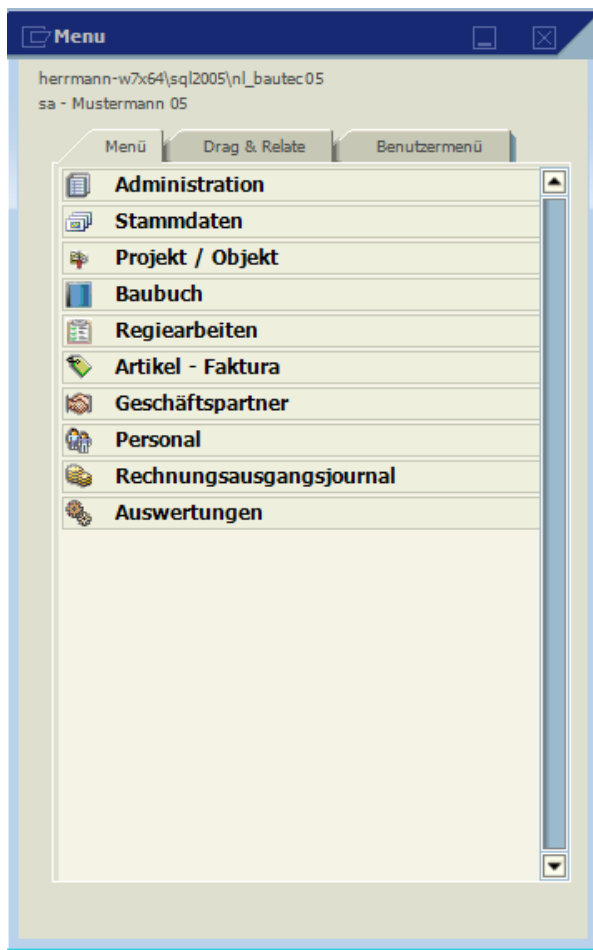 Menu
herrmann-w7x64\sql2005\nl_bautec05
sa - Mustermann 05
Menü Drag & Relate Benutzermenü
Administration
Stammdaten
Projekt / Objekt
Baubuch
Regiearbeiten
Artikel - Faktura
Geschäftspartner
Personal
Rechnungsausgangsjournal
Auswertungen